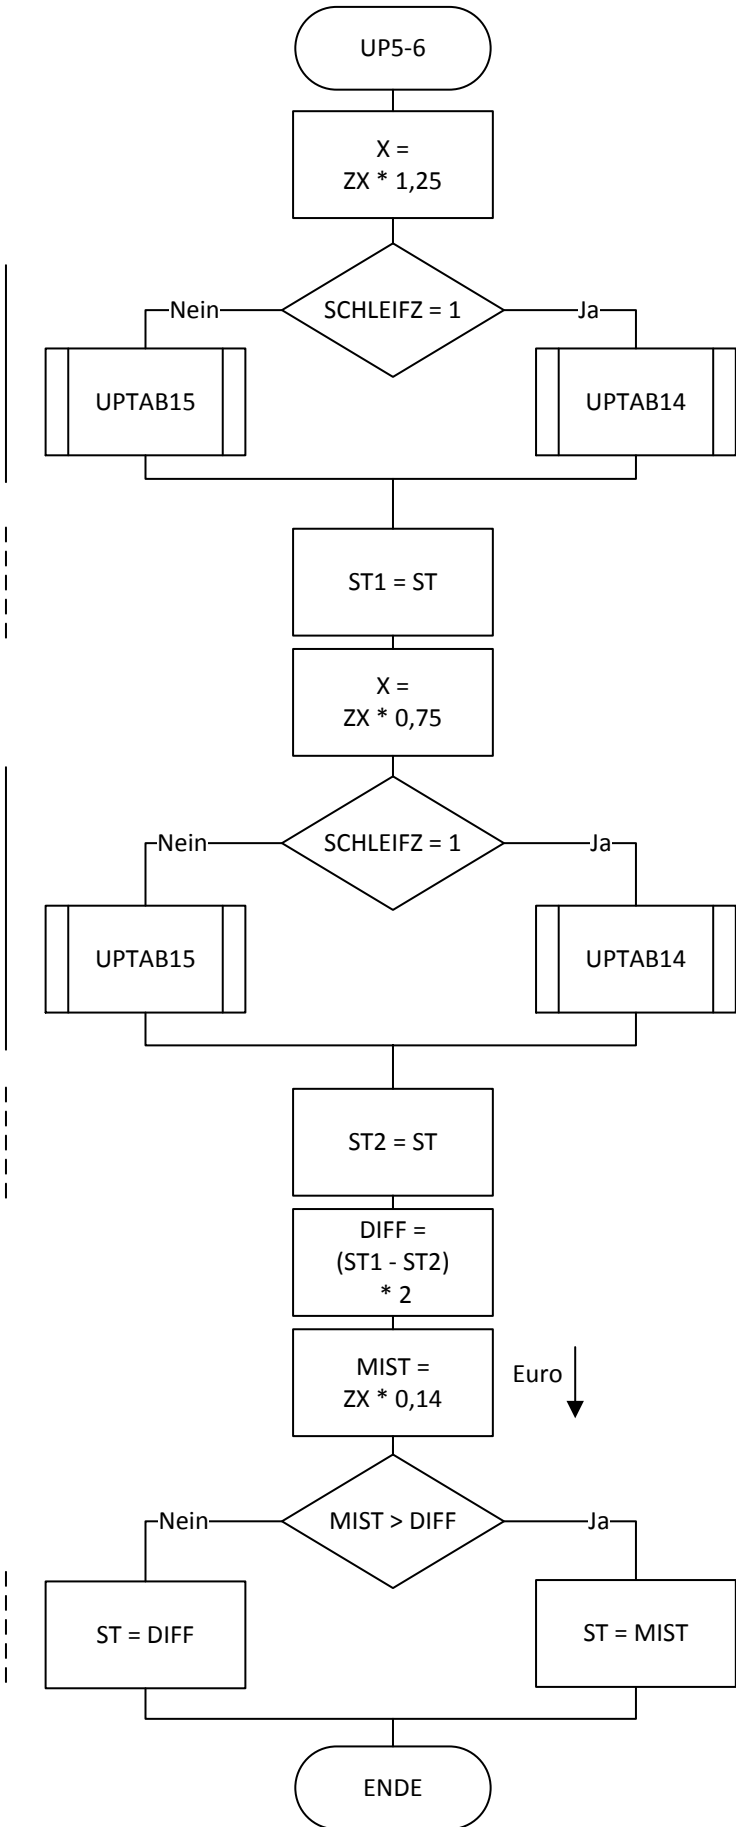 UP5-6
X =
ZX * 1,25
Nein
SCHLEIFZ = 1
Ja
UPTAB15
UPTAB14
ST1 = ST
X =
ZX * 0,75
Nein
SCHLEIFZ = 1
Ja
UPTAB15
UPTAB14
ST2 = ST
DIFF =
(ST1 - ST2)
* 2
MIST =
ZX * 0,14
Euro
Nein
MIST > DIFF
Ja
ST = DIFF
ST = MIST
ENDE